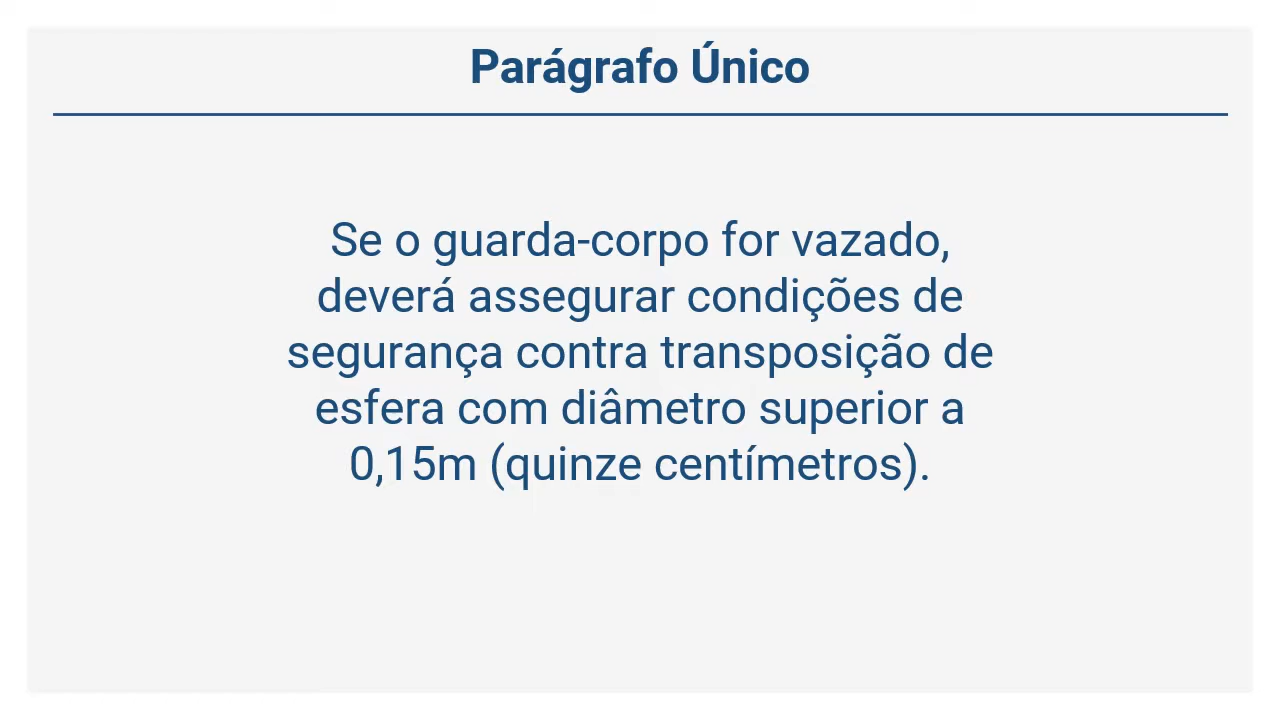 Parágrafo Único
Se o guarda-corpo for vazado,
deverá assegurar condições de
segurança contra transposição de
esfera com diâmetro superior a
0,15m (quinze centímetros).